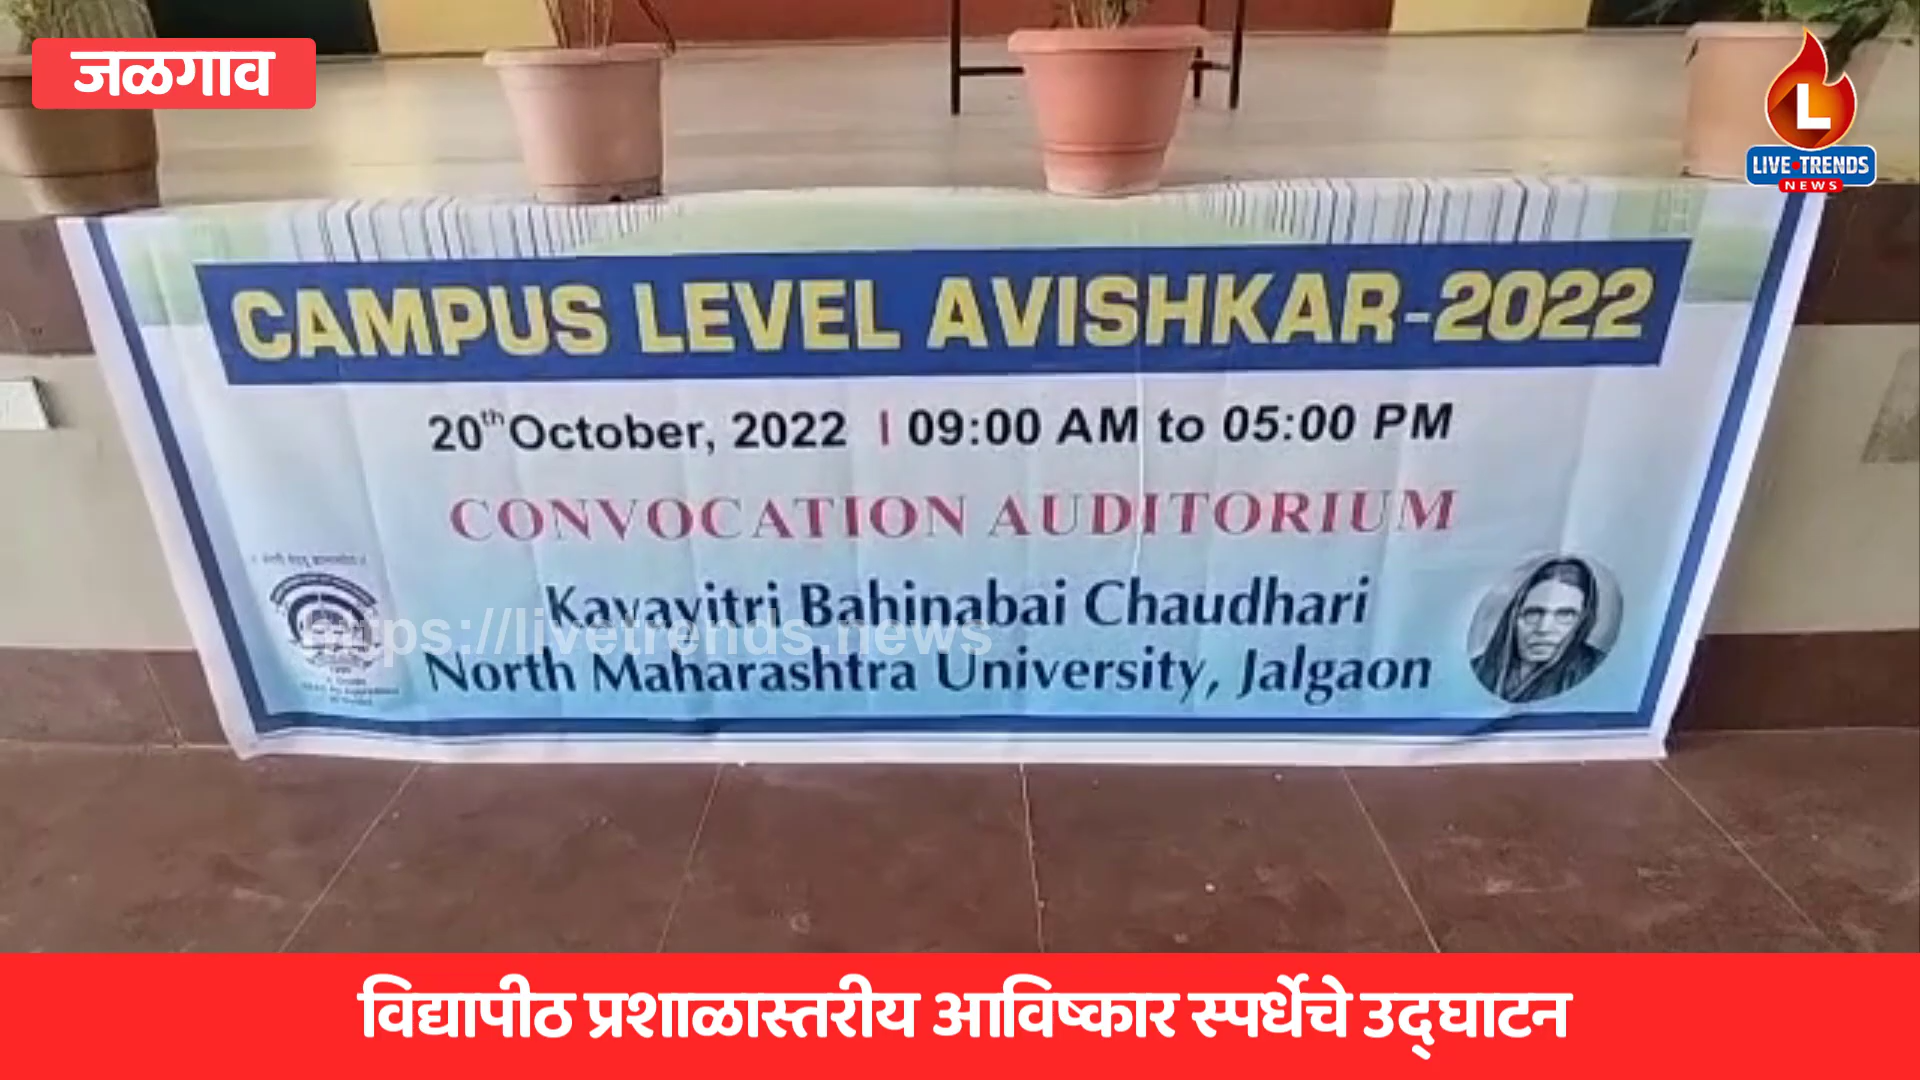 जळगाव
L
LIVE TRENDS
NEWS
CAMPUS LEVEL AVISHKAR-2022
20th October, 2022 | 09:00 AM to 05:00 PM
CONVOCATION AUDITORIUM
Kavayitri Bahinabai Chaudhari
https://livetrends.news
North Maharashtra University, Jalgaon
विद्यापीठ प्रशाळास्तरीय आविष्कार स्पर्धेचे उद्घाटन